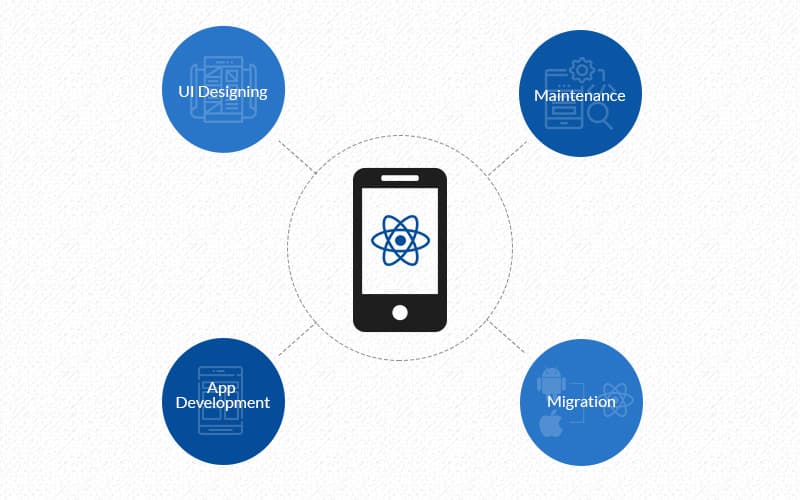 UI Designing
Maintenance
App
Development
Migration